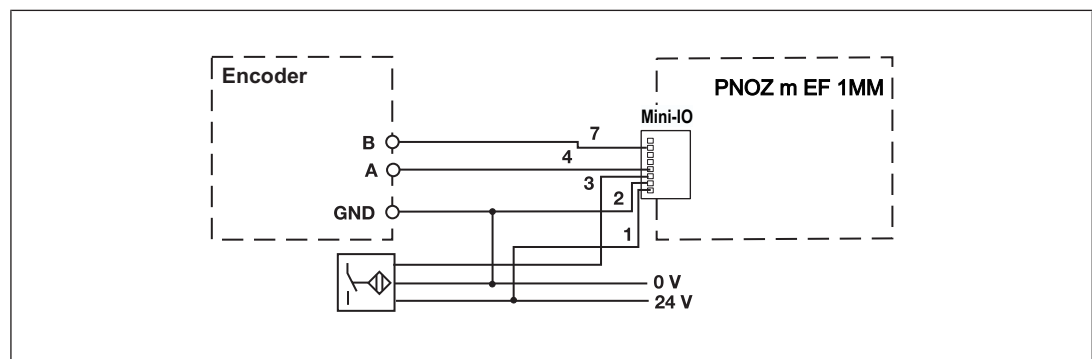 Encoder
PNOZ m EF 1MM
Mini-IO
B
7
A
4
3
GND
2
1
0 V
24 V